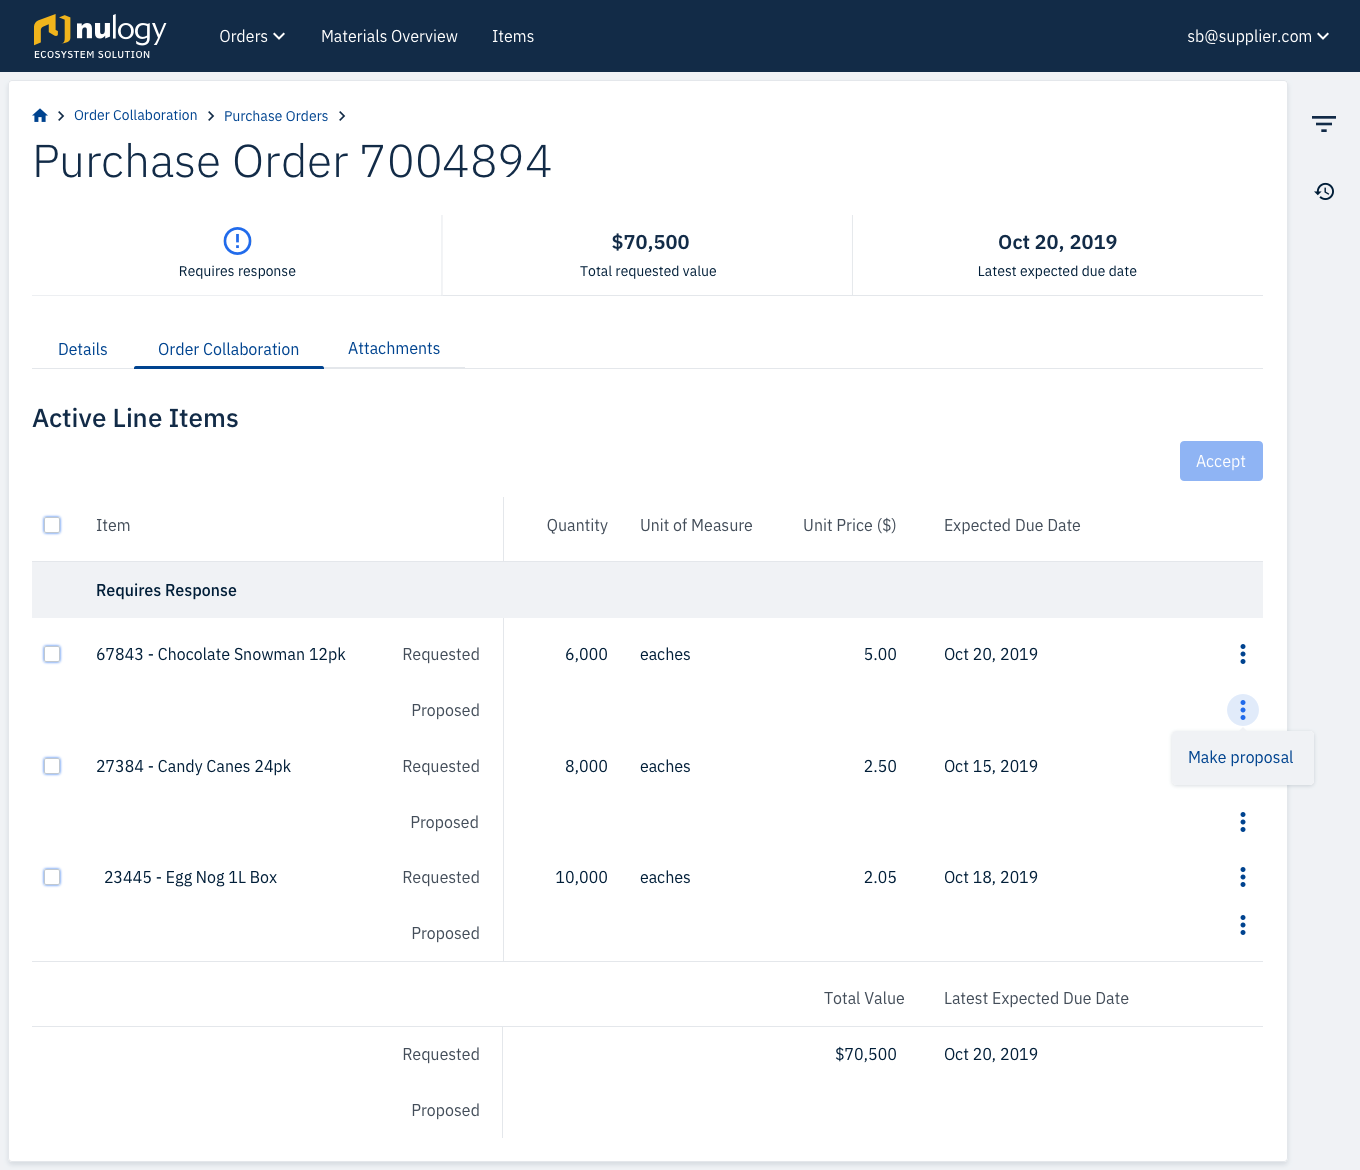 nulogy
ECOSYSTEM SOLUTION
Orders
Materials Overview
Items
sb@supplier.com
Order Collaboration
Purchase Orders
Purchase Order 7004894
Requires response
$70,500
Total requested value
Oct 20, 2019
Latest expected due date
Details
Order Collaboration
Attachments
Active Line Items
Accept
Item Quantity Unit of Measure Unit Price ($) Expected Due Date
Requires Response
67843 - Chocolate Snowman 12pk Requested 6,000 eaches 5.00 Oct 20, 2019
Proposed
Make proposal
27384 - Candy Canes 24pk Requested 8,000 eaches 2.50 Oct 15, 2019
Proposed
23445 - Egg Nog 1L Box Requested 10,000 eaches 2.05 Oct 18, 2019
Proposed
Total Value Latest Expected Due Date
Requested $70,500 Oct 20, 2019
Proposed